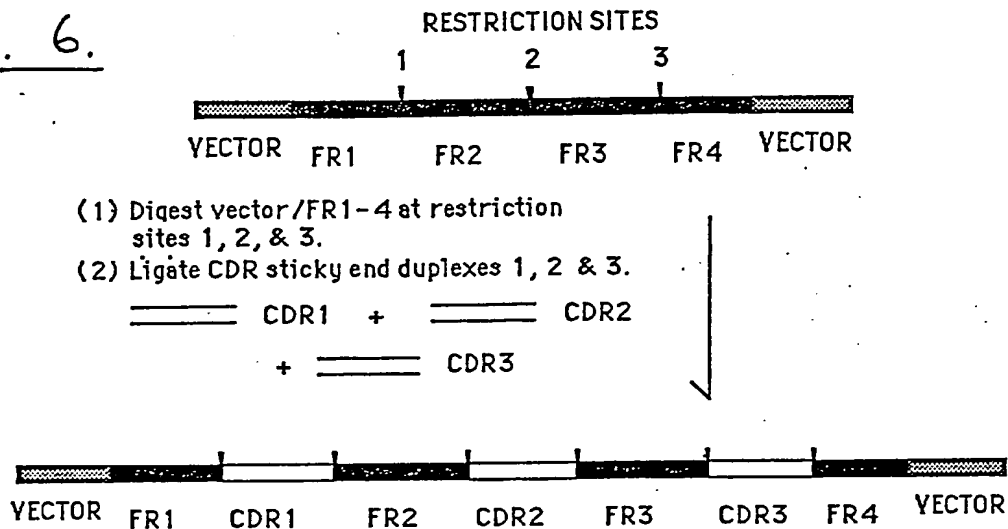 . 6.
RESTRICTION SITES
1 2 3
VECTOR FR1 FR2 FR3 FR4 VECTOR
(1) Digest vector/FR1-4 at restriction
sites 1, 2, & 3.
(2) Ligate CDR sticky end duplexes 1, 2 & 3.
CDR1 + CDR2
+ CDR3
VECTOR FR1 CDR1 FR2 CDR2 FR3 CDR3 FR4 VECTOR